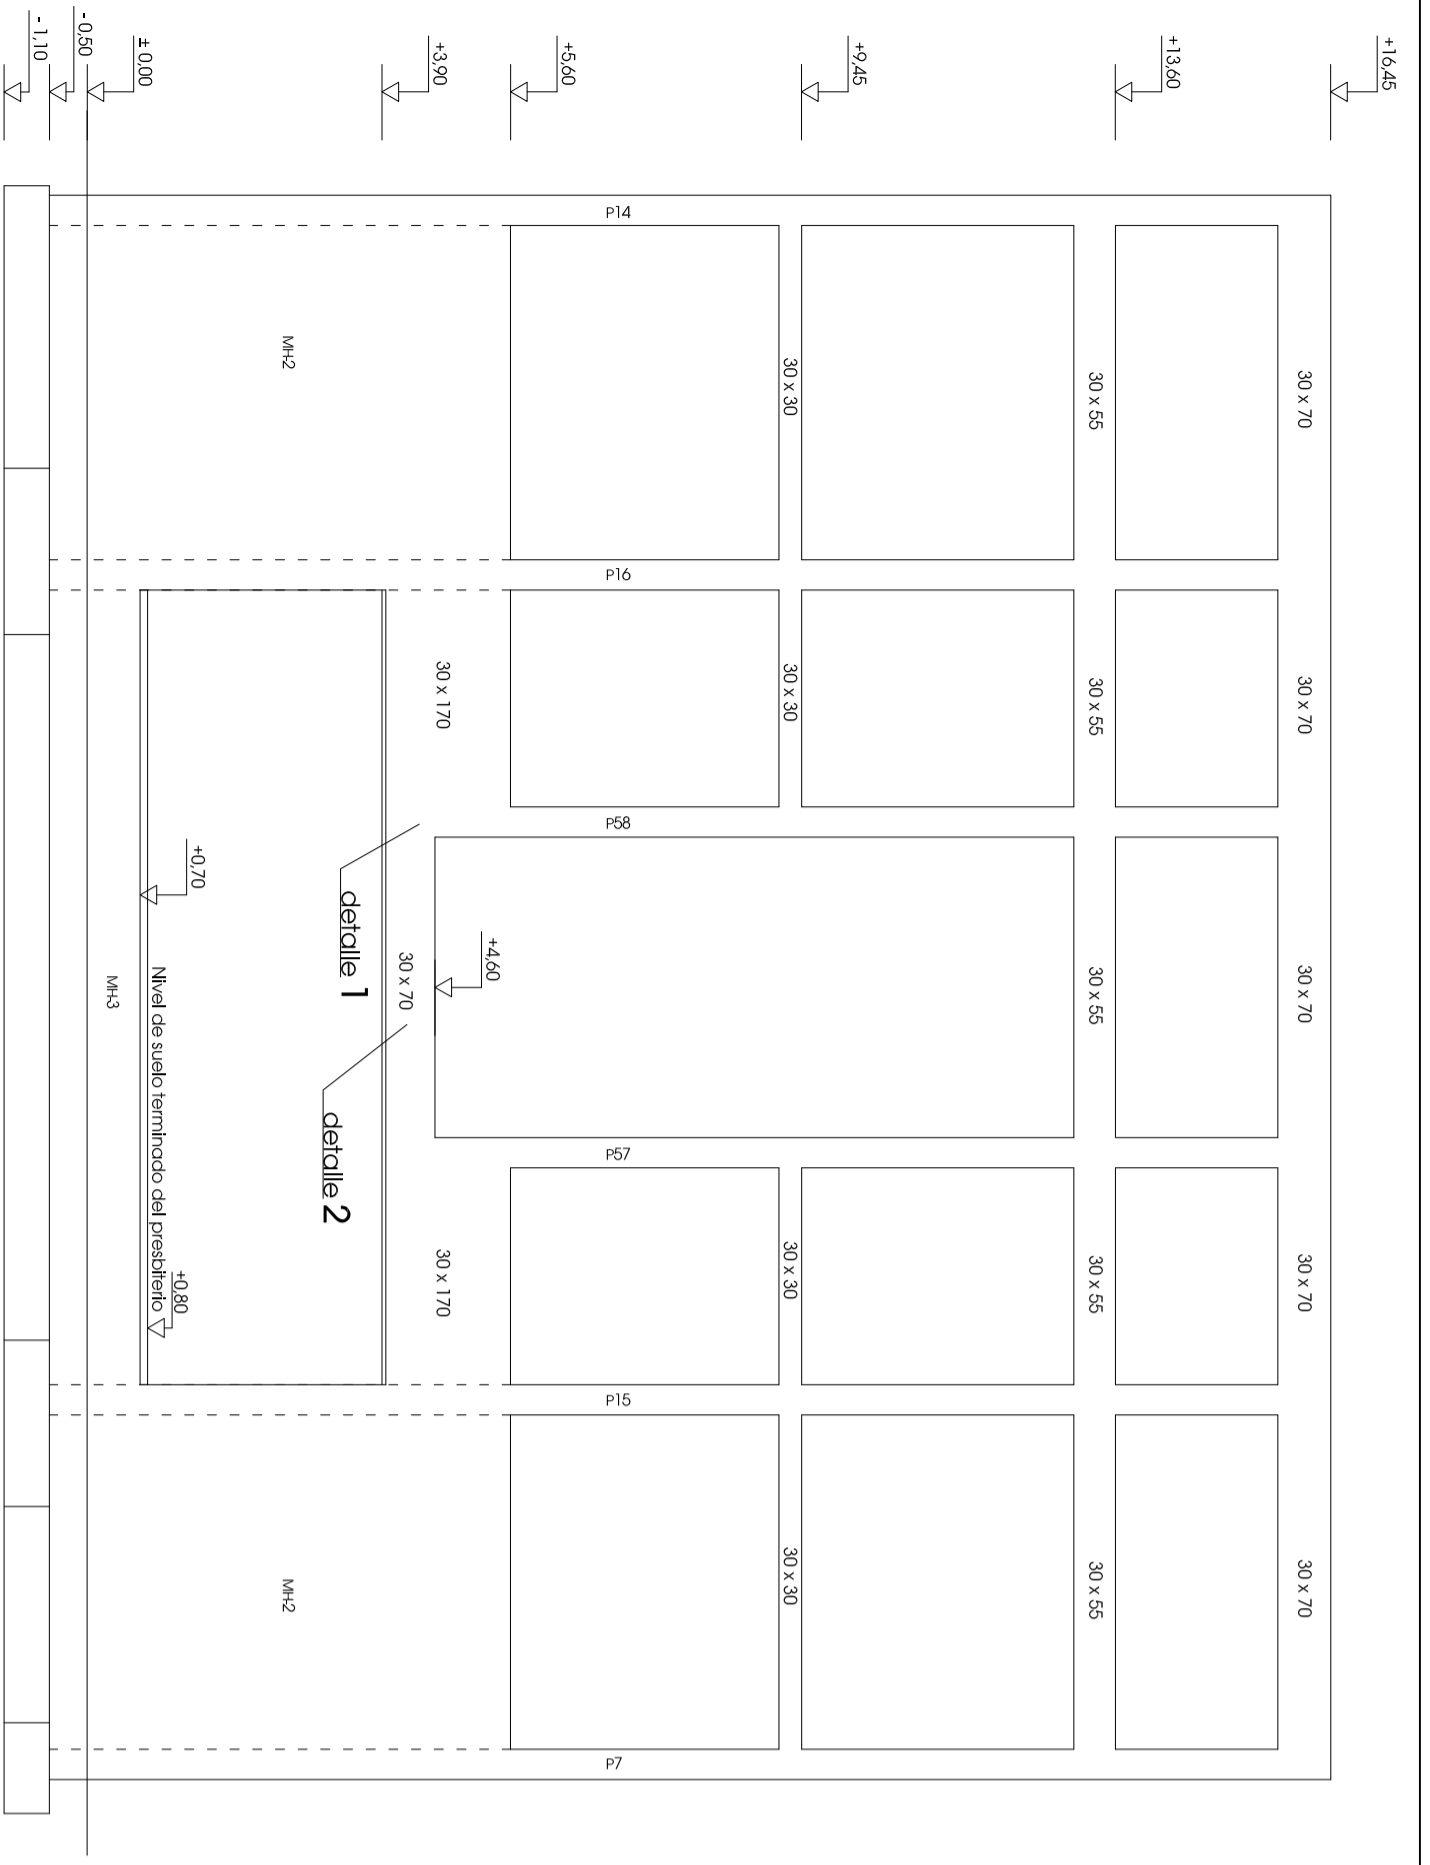 +16,45
+13,60
+9,45
+5,60
+3,90
± 0,00
- 0,50
- 1,10
30 x 70
30 x 70
30 x 70
30 x 70
30 x 70
30 x 55
30 x 55
30 x 55
30 x 55
30 x 55
30 x 30
30 x 30
30 x 30
30 x 30
P14
P16
P58
P57
P15
P7
+4,60
30 x 170
30 x 70
30 x 170
detalle 1
detalle 2
MH-2
MH-2
+0,70
+0,80
Nivel de suelo terminado del presbiterio
MH-3